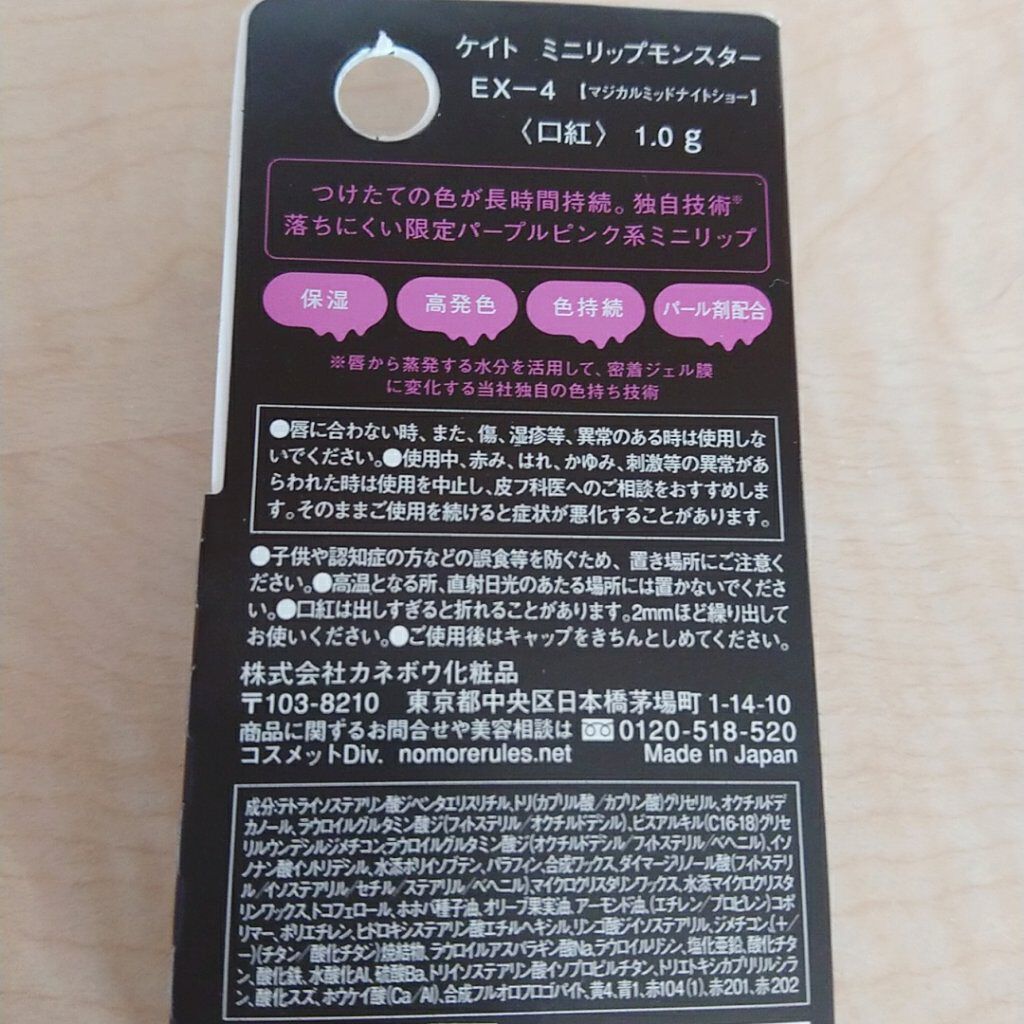 ケイト ミニリップモンスター
EX−4 【マジカルミッドナイトショー】
〈口紅〉 1.0 g
つけたての色が長時間持続。独自技術※
落ちにくい限定パープルピンク系ミニリップ
保湿 高発色 色持続 パール剤配合
※唇から蒸発する水分を活用して、密着ジェル膜
に変化する当社独自の色持ち技術
●唇に合わない時、また、傷、湿疹等、異常のある時は使用しな
いでください。●使用中、赤み、はれ、かゆみ、刺激等の異常があ
らわれた時は使用を中止し、皮フ科医へのご相談をおすすめしま
す。そのままご使用を続けると症状が悪化することがあります。
●子供や認知症の方などの誤食等を防ぐため、置き場所にご注意く
ださい。●高温となる所、直射日光のあたる場所には置かないでくださ
い。●口紅は出しすぎると折れることがあります。2mmほど繰り出して
お使いください。●ご使用後はキャップをきちんとしめてください。
株式会社カネボウ化粧品
〒103-8210 東京都中央区日本橋茅場町 1-14-10
商品に関するお問合せや美容相談は 0120-518-520
コスメットDiv. nomorerules.net Made in Japan
成分:テトライソステアリン酸ジペンタエリスリチル、トリ(カプリル酸/カプリン酸)グリセリル、オクチルドデ
カノール、ラウロイルグルタミン酸ジ(フィトステリル/オクチルドデシル)、ビスアルキル(C16-18)グリセ
リルウンデシルジメチコン、ラウロイルグルタミン酸ジ(オクチルドデシル/フィトステリル/ベヘニル)、イソ
ノナン酸イソトリデシル、水添ポリイソブテン、パラフィン、合成ワックス、ダイマージリノール酸(フィトステリ
ル/イソステアリル/セチル/ステアリル/ベヘニル)、マイクロクリスタリンワックス、水添マイクロクリスタ
リンワックス、トコフェロール、ホホバ種子油、オリーブ果実油、アーモンド油、(エチレン/プロピレン)コポ
リマー、ポリエチレン、ヒドロキシステアリン酸エチルヘキシル、リンゴ酸ジイソステアリル、ジメチコン、(+/
−)(チタン/酸化チタン)焼結物、ラウロイルアスパラギン酸Na、ラウロイルリシン、塩化亜鉛、酸化チタ
ン、酸化鉄、水酸化Al、硫酸Ba、トリイソステアリン酸イソプロピルチタン、トリエトキシカプリリルシラ
ン、酸化スズ、ホウケイ酸(Ca/Al)、合成フルオロフロゴパイト、黄4、青1、赤104(1)、赤201、赤202